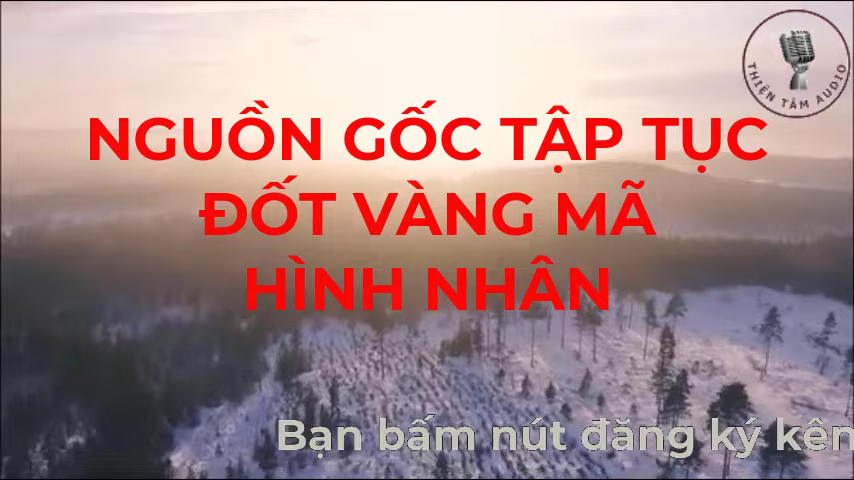 THIỆN TÂM AUDIO
NGUỒN GỐC TẬP TỤC
ĐỐT VÀNG MÃ
HÌNH NHÂN
Bạn bấm nút đăng ký kên